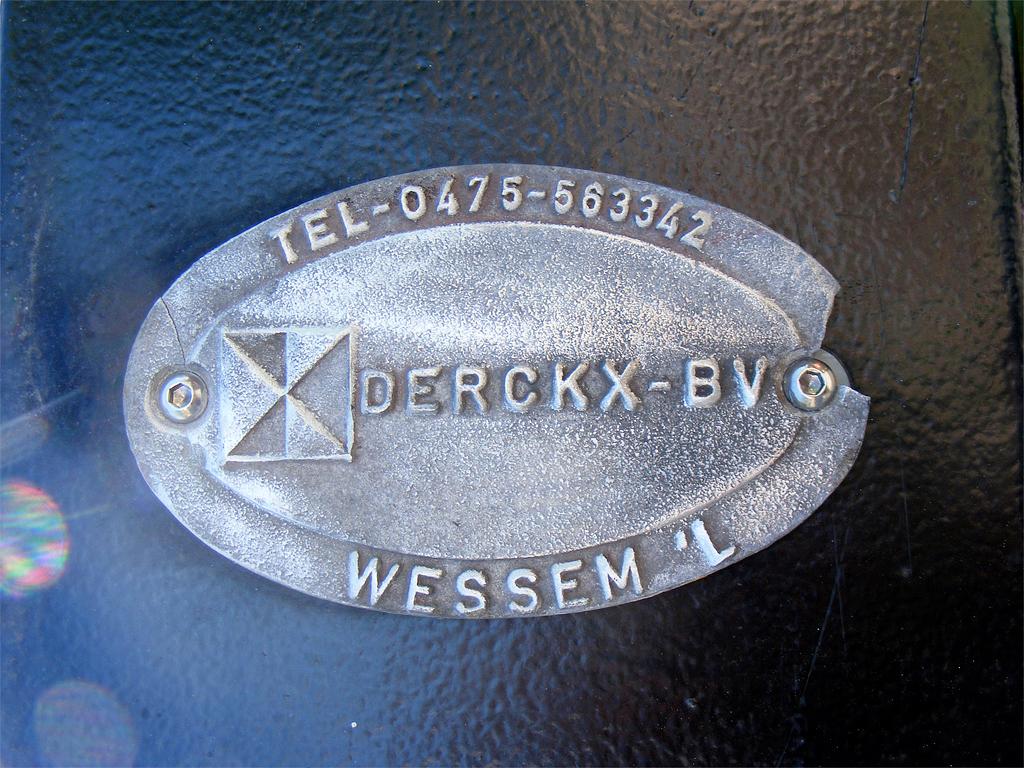 TEL-0475-563342
DERCKX-BV
WESSEM 'L